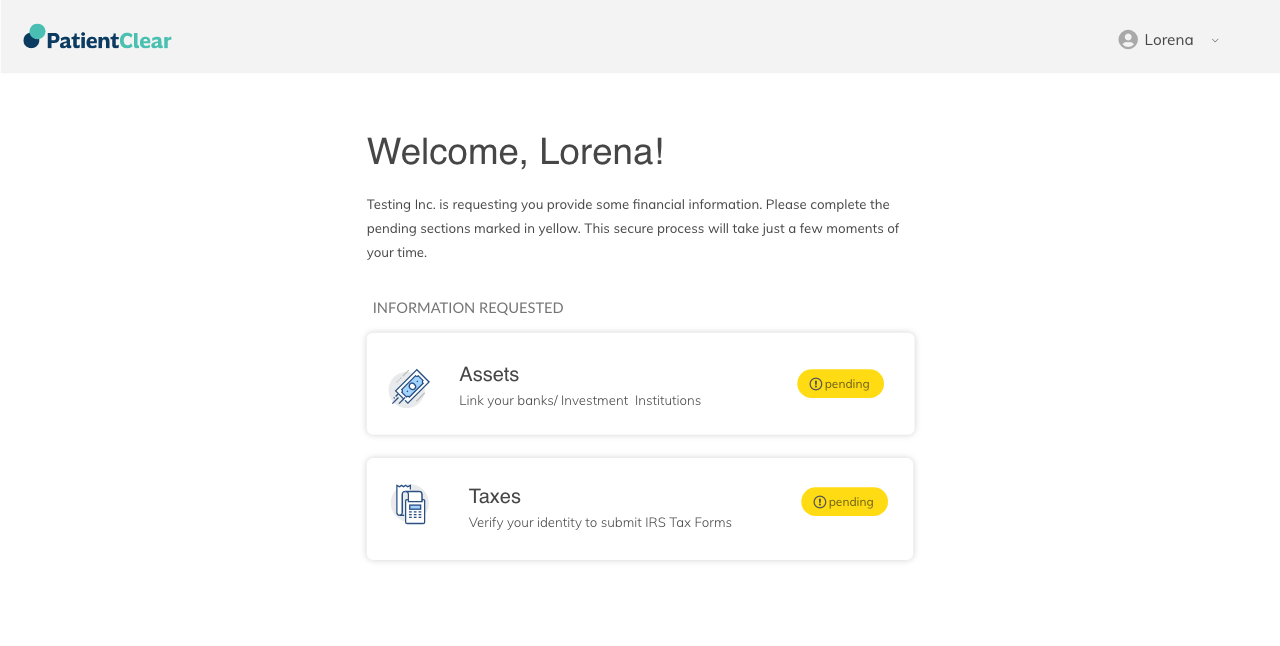 PatientClear
Lorena
Welcome, Lorena!
Testing Inc. is requesting you provide some financial information. Please complete the
pending sections marked in yellow. This secure process will take just a few moments of
your time.
INFORMATION REQUESTED
Assets
pending
Link your banks/ Investment  Institutions
Taxes
pending
Verify your identity to submit IRS Tax Forms